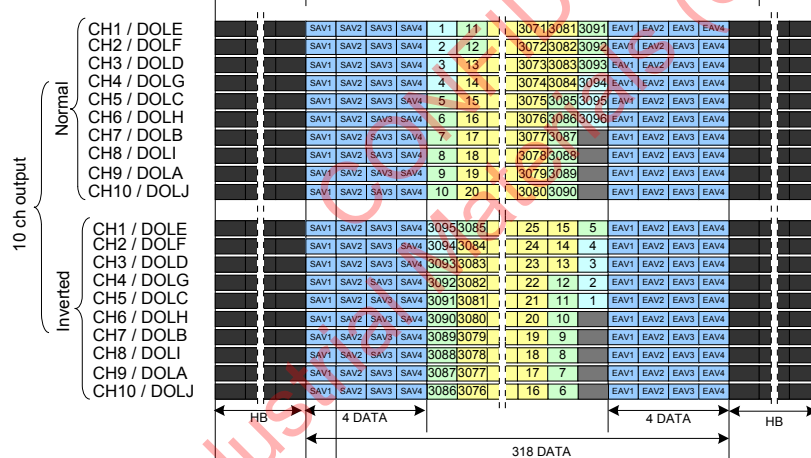 10 ch output
Normal
CH1 / DOLE SAV1 SAV2 SAV3 SAV4 1 11 3071 3081 3091 EAV1 EAV2 EAV3 EAV4
CH2 / DOLF SAV1 SAV2 SAV3 SAV4 2 12 3072 3082 3092 EAV1 EAV2 EAV3 EAV4
CH3 / DOLD SAV1 SAV2 SAV3 SAV4 3 13 3073 3083 3093 EAV1 EAV2 EAV3 EAV4
CH4 / DOLG SAV1 SAV2 SAV3 SAV4 4 14 3074 3084 3094 EAV1 EAV2 EAV3 EAV4
CH5 / DOLC SAV1 SAV2 SAV3 SAV4 5 15 3075 3085 3095 EAV1 EAV2 EAV3 EAV4
CH6 / DOLH SAV1 SAV2 SAV3 SAV4 6 16 3076 3086 3096 EAV1 EAV2 EAV3 EAV4
CH7 / DOLB SAV1 SAV2 SAV3 SAV4 7 17 3077 3087 EAV1 EAV2 EAV3 EAV4
CH8 / DOLI SAV1 SAV2 SAV3 SAV4 8 18 3078 3088 EAV1 EAV2 EAV3 EAV4
CH9 / DOLA SAV1 SAV2 SAV3 SAV4 9 19 3079 3089 EAV1 EAV2 EAV3 EAV4
CH10 / DOLJ SAV1 SAV2 SAV3 SAV4 10 20 3080 3090 EAV1 EAV2 EAV3 EAV4
Inverted
CH1 / DOLE SAV1 SAV2 SAV3 SAV4 3095 3085 25 15 5 EAV1 EAV2 EAV3 EAV4
CH2 / DOLF SAV1 SAV2 SAV3 SAV4 3094 3084 24 14 4 EAV1 EAV2 EAV3 EAV4
CH3 / DOLD SAV1 SAV2 SAV3 SAV4 3093 3083 23 13 3 EAV1 EAV2 EAV3 EAV4
CH4 / DOLG SAV1 SAV2 SAV3 SAV4 3092 3082 22 12 2 EAV1 EAV2 EAV3 EAV4
CH5 / DOLC SAV1 SAV2 SAV3 SAV4 3091 3081 21 11 1 EAV1 EAV2 EAV3 EAV4
CH6 / DOLH SAV1 SAV2 SAV3 SAV4 3090 3080 20 10 EAV1 EAV2 EAV3 EAV4
CH7 / DOLB SAV1 SAV2 SAV3 SAV4 3089 3079 19 9 EAV1 EAV2 EAV3 EAV4
CH8 / DOLI SAV1 SAV2 SAV3 SAV4 3088 3078 18 8 EAV1 EAV2 EAV3 EAV4
CH9 / DOLA SAV1 SAV2 SAV3 SAV4 3087 3077 17 7 EAV1 EAV2 EAV3 EAV4
CH10 / DOLJ SAV1 SAV2 SAV3 SAV4 3086 3076 16 6 EAV1 EAV2 EAV3 EAV4
HB 4 DATA 4 DATA HB
318 DATA